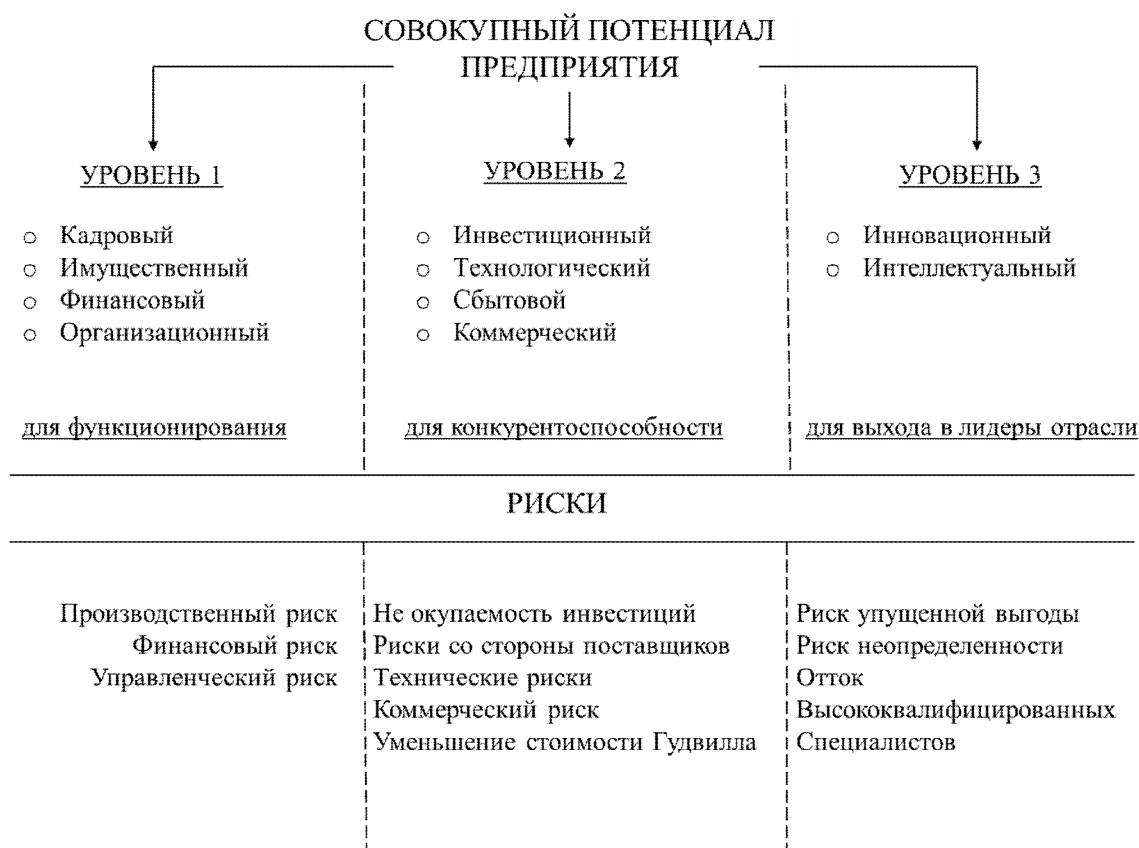 СОВОКУПНЫЙ ПОТЕНЦИАЛ
ПРЕДПРИЯТИЯ
УРОВЕНЬ 1
○ Кадровый
○ Имущественный
○ Финансовый
○ Организационный
для функционирования
УРОВЕНЬ 2
○ Инвестиционный
○ Технологический
○ Сбытовой
○ Коммерческий
для конкурентоспособности
УРОВЕНЬ 3
○ Инновационный
○ Интеллектуальный
для выхода в лидеры отрасли
РИСКИ
Производственный риск
Финансовый риск
Управленческий риск
Не окупаемость инвестиций
Риски со стороны поставщиков
Технические риски
Коммерческий риск
Уменьшение стоимости Гудвилла
Риск упущенной выгоды
Риск неопределенности
Отток
Высококвалифицированных
Специалистов